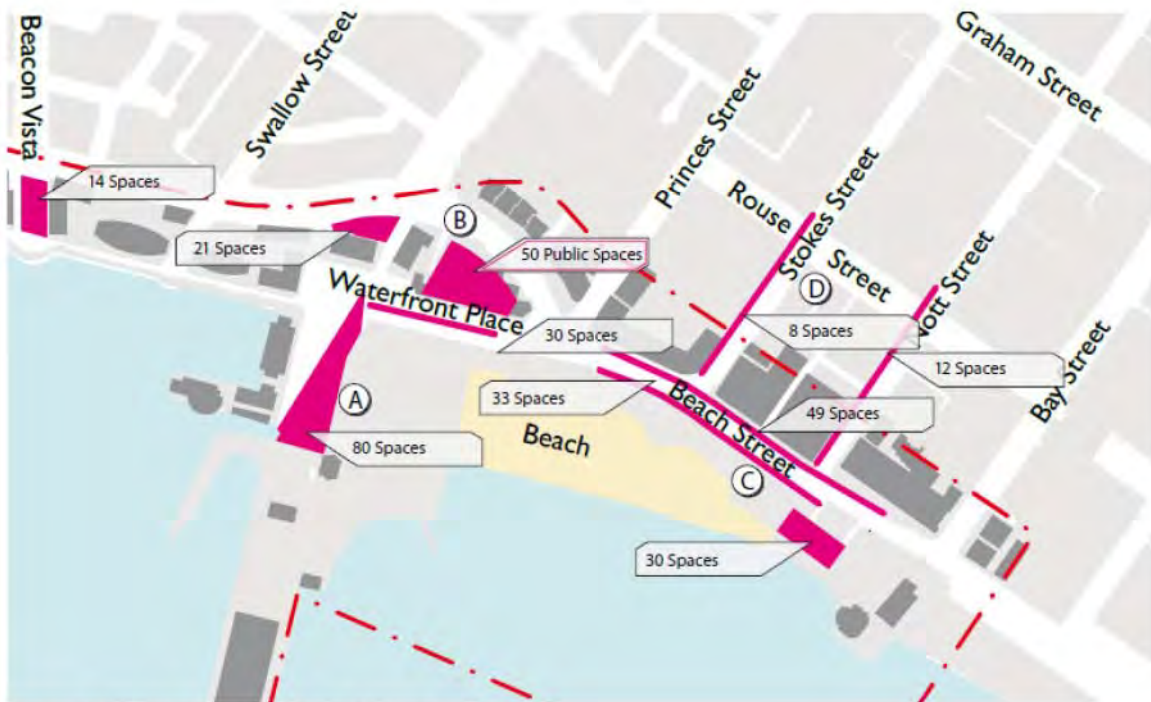 Beacon Vista
Swallow Street
Princes Street
Stokes Street
Graham Street
Rouse
Street
Nott Street
Bay Street
14 Spaces
21 Spaces
B
50 Public Spaces
Waterfront Place
30 Spaces
D
8 Spaces
12 Spaces
33 Spaces
A
Beach Street
49 Spaces
Beach
80 Spaces
C
30 Spaces